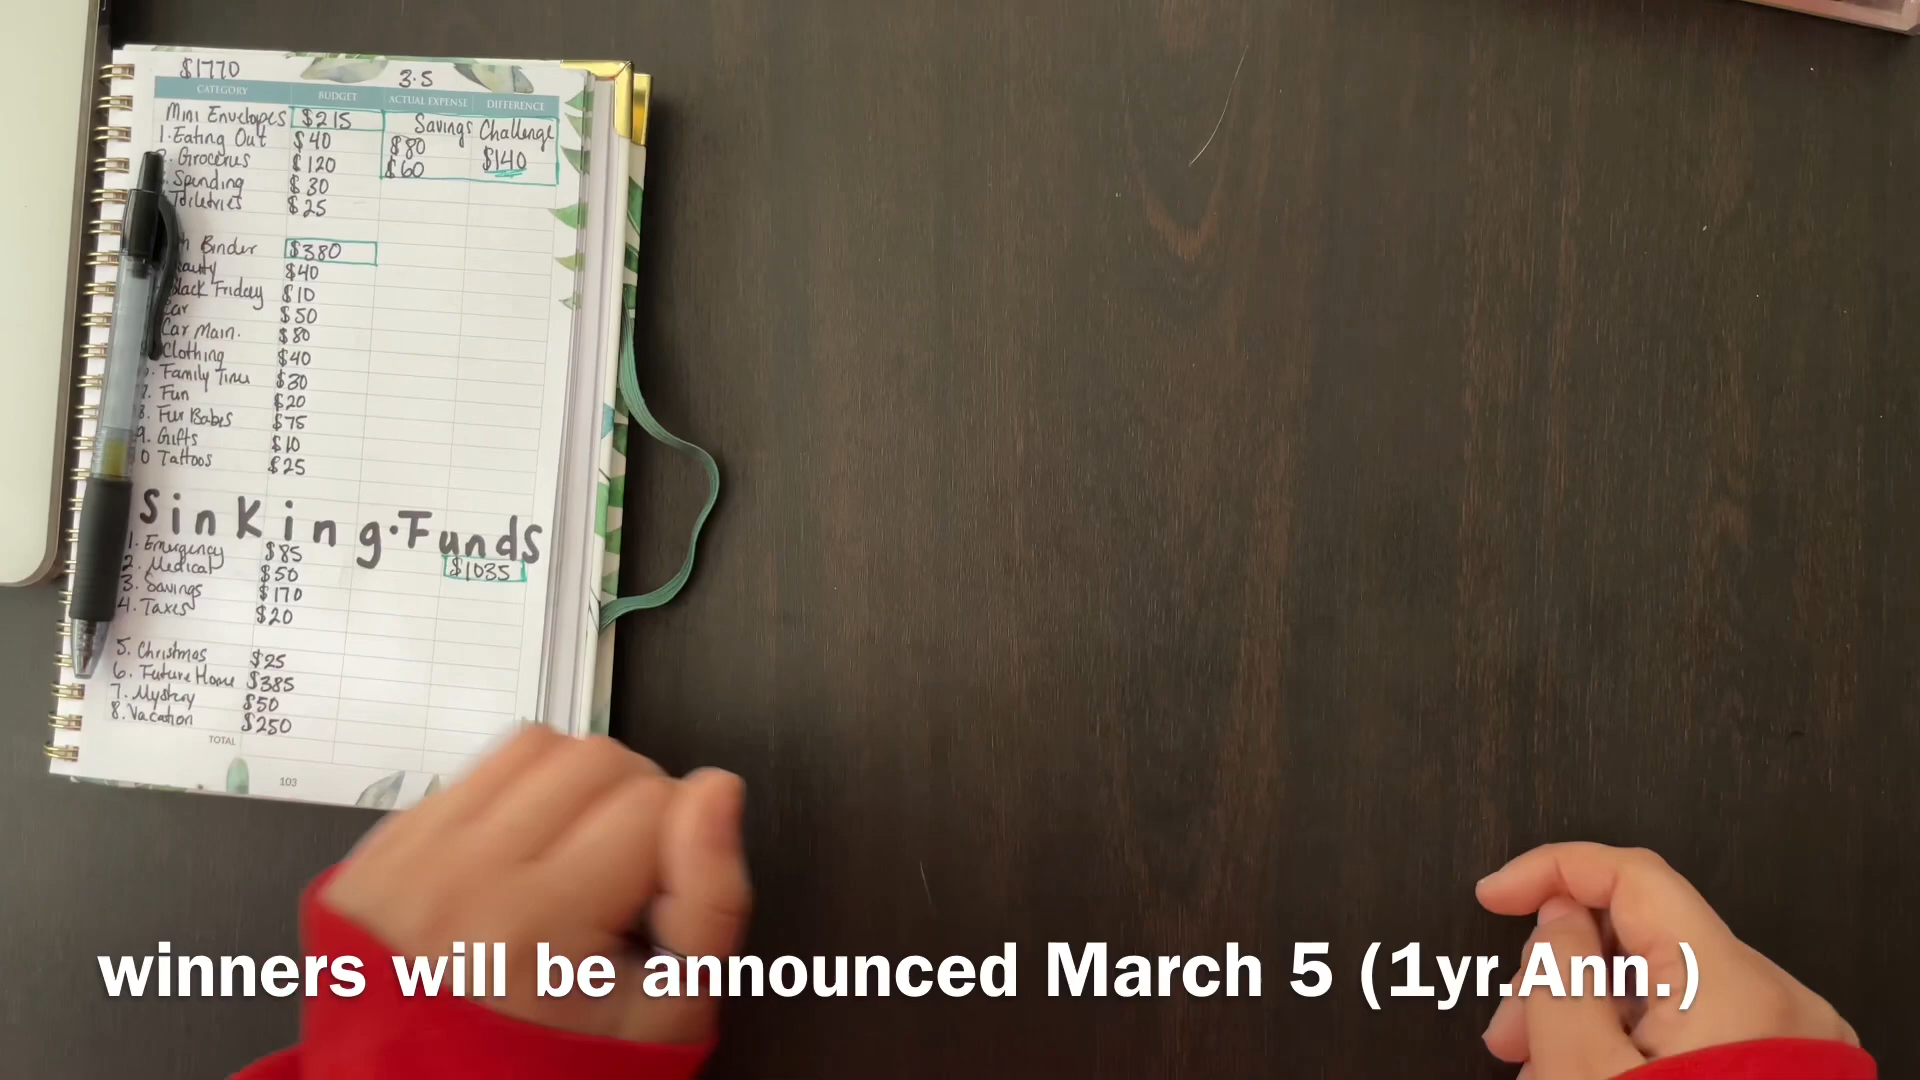 $1770
3.5
CATEGORY BUDGET ACTUAL EXPENSE DIFFERENCE
Mini Envelopes $215 Savings Challenge
1. Eating Out $40 $80 $140
Groceries $120 $60
Spending $30
Toiletries $25
Binder $380
$40
Black Friday $10
Car $50
Car Main. $80
Clothing $40
Family Time $30
7. Fun $20
8. Fur Babes $75
9. Gifts $10
0 Tattoos $25
Sinking.Funds
1. Emergency $85 $1035
2. Medical $50
3. Savings $170
4. Taxes $20
5. Christmas $25
6. Future Home $385
7. Mystery $50
8. Vacation $250
TOTAL
103
winners will be announced March 5 (1yr.Ann.)